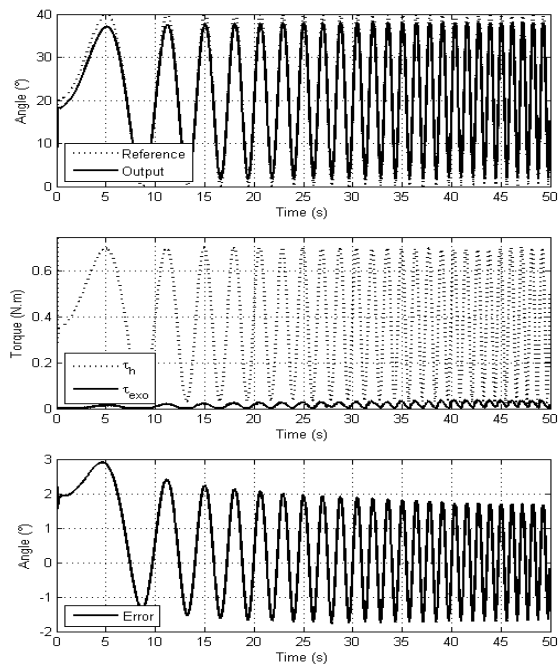 40
30
20
10
0
Angle (°)
Reference
Output
0 5 10 15 20 25 30 35 40 45 50
Time (s)
0.6
0.4
0.2
0
Torque (N.m)
τh
τexo
0 5 10 15 20 25 30 35 40 45 50
Time (s)
3
2
1
0
-1
-2
Angle (°)
Error
0 5 10 15 20 25 30 35 40 45 50
Time (s)